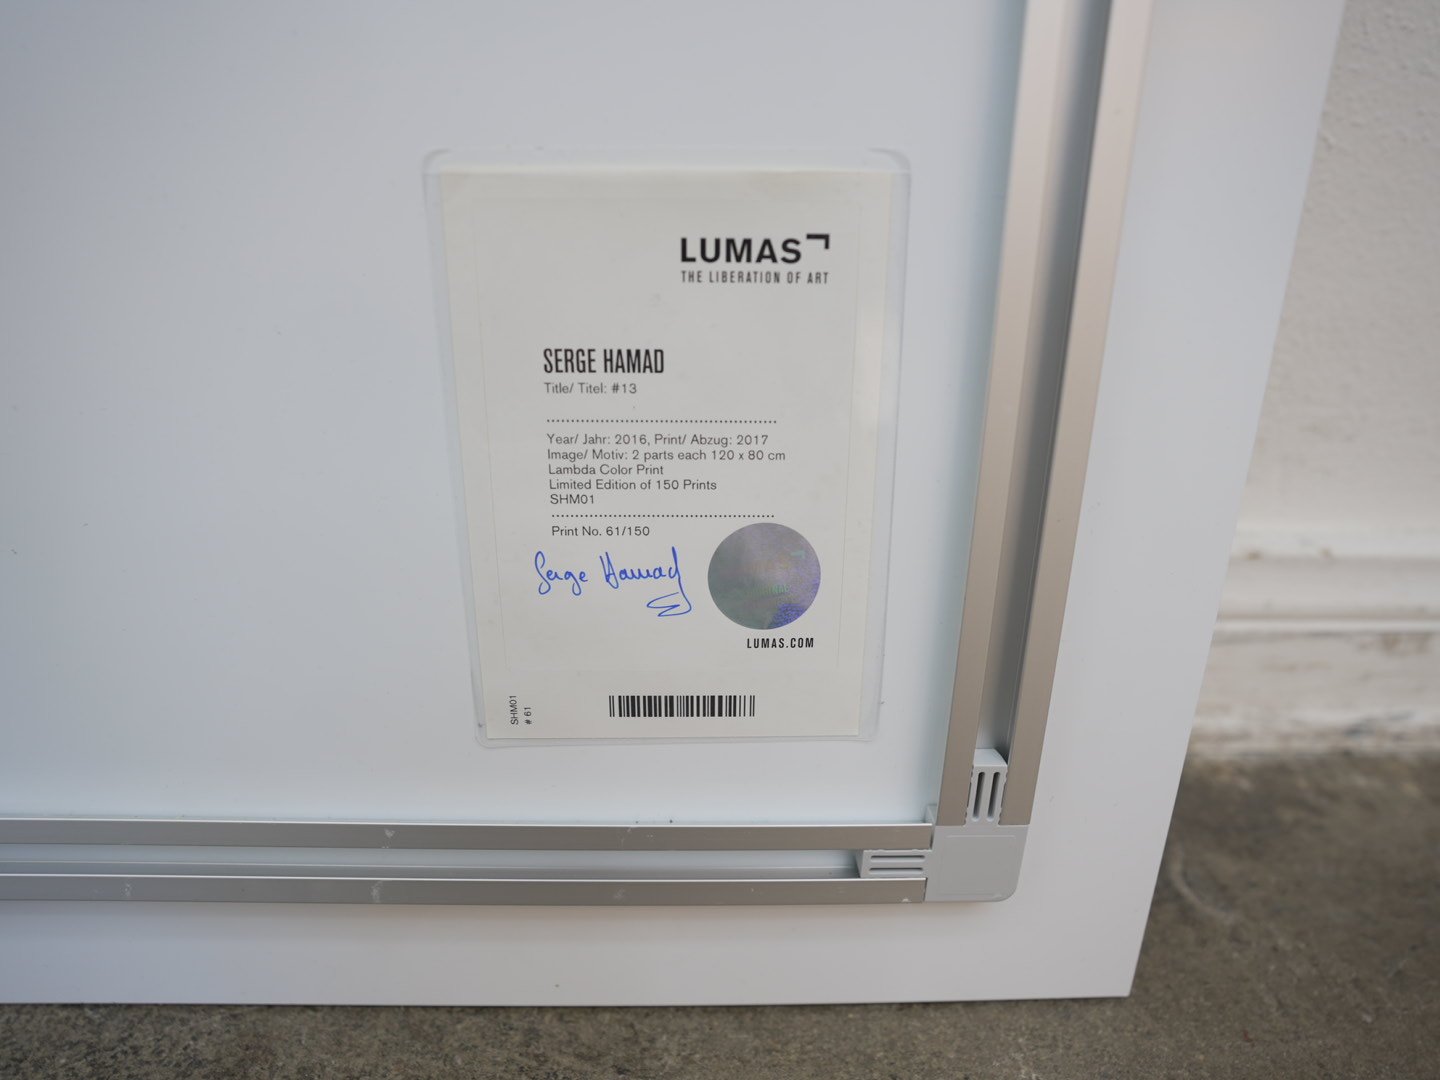 LUMAS
THE LIBERATION OF ART
SERGE HAMAD
Title/ Titel: #13
Year/ Jahr: 2016, Print/ Abzug: 2017
Image/ Motiv: 2 parts each 120 x 80 cm
Lambda Color Print
Limited Edition of 150 Prints
SHM01
Print No. 61/150
Serge Hamad
LUMAS.COM
SHM01
# 61